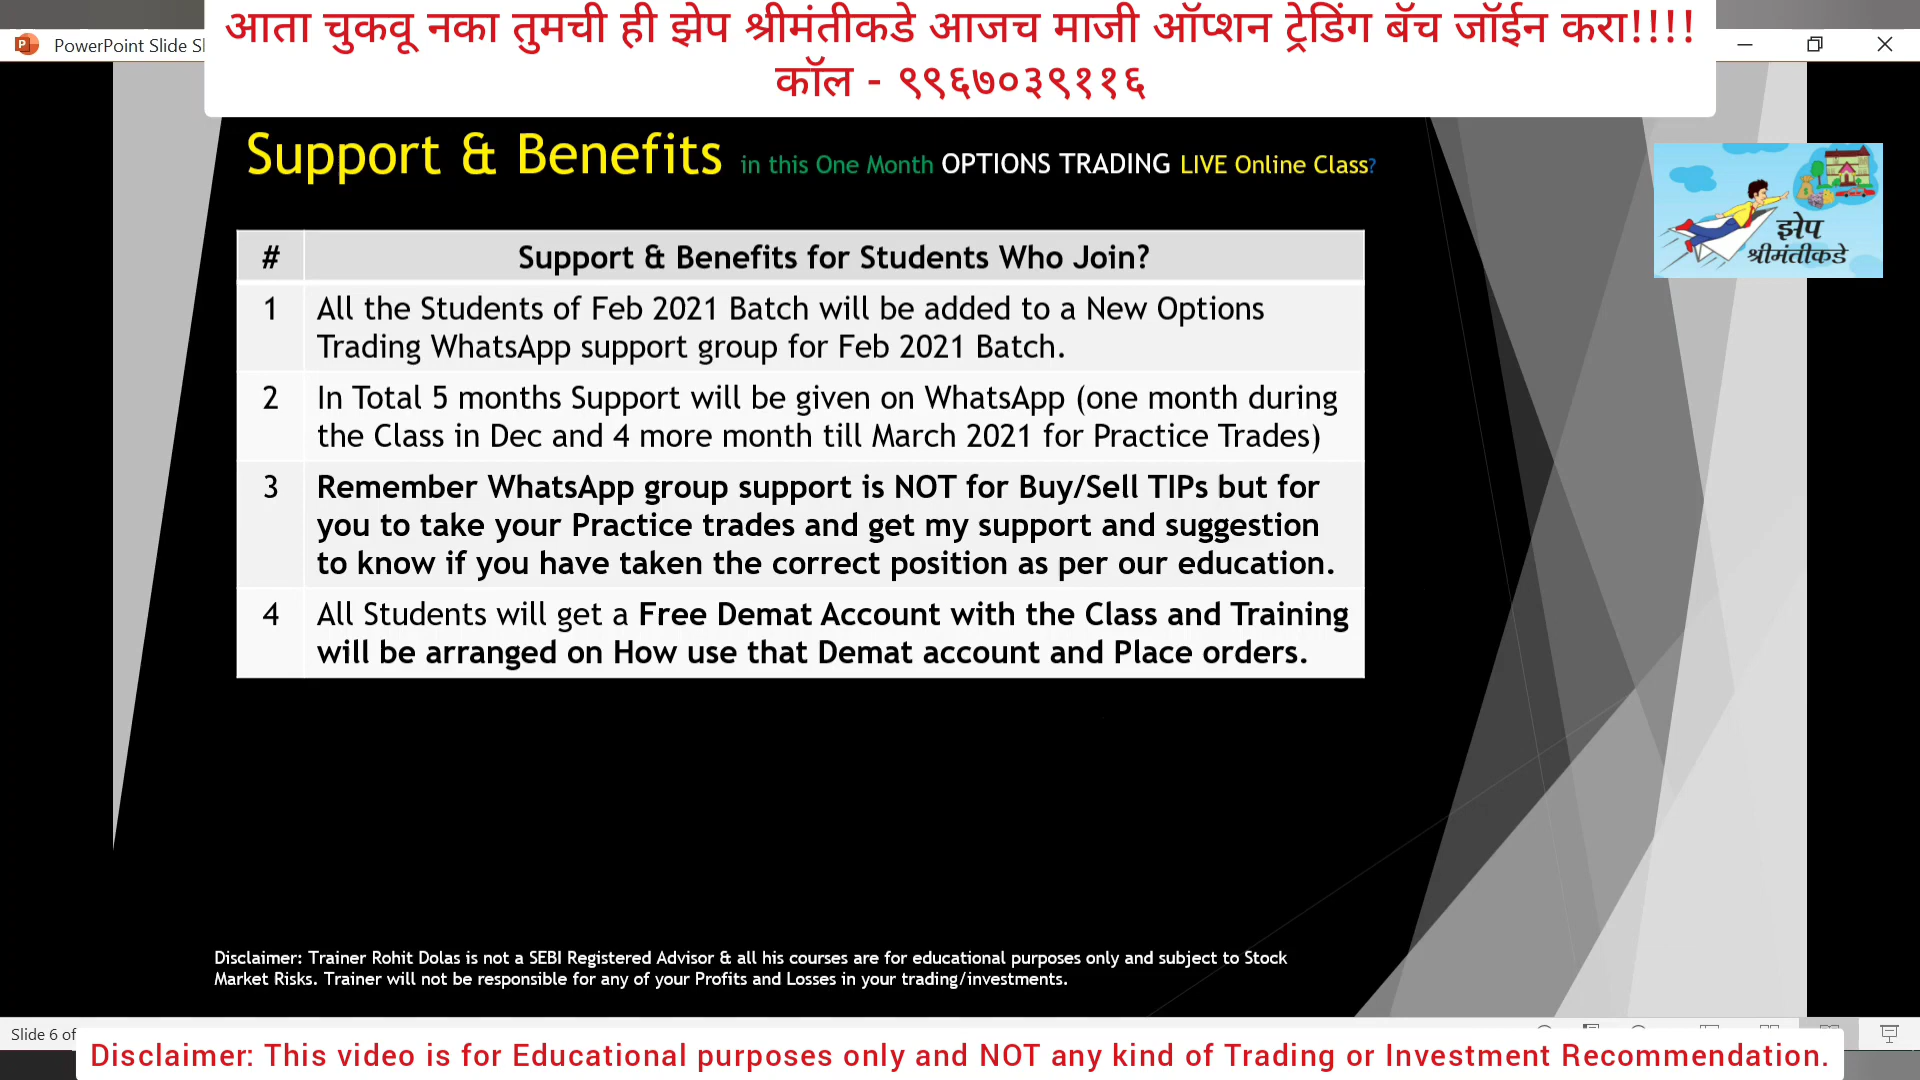 आता चुकवू नका तुमची ही झेप श्रीमंतीकडे आजच माजी ऑप्शन ट्रेडिंग बॅच जॉईन करा!!!!
कॉल - ९९६७०३९११६
PowerPoint Slide
Support & Benefits in this One Month OPTIONS TRADING LIVE Online Class?
झेप
श्रीमंतीकडे
# Support & Benefits for Students Who Join?
1 All the Students of Feb 2021 Batch will be added to a New Options
Trading WhatsApp support group for Feb 2021 Batch.
2 In Total 5 months Support will be given on WhatsApp (one month during
the Class in Dec and 4 more month till March 2021 for Practice Trades)
3 Remember WhatsApp group support is NOT for Buy/Sell TIPs but for
you to take your Practice trades and get my support and suggestion
to know if you have taken the correct position as per our education.
4 All Students will get a Free Demat Account with the Class and Training
will be arranged on How use that Demat account and Place orders.
Disclaimer: Trainer Rohit Dolas is not a SEBI Registered Advisor & all his courses are for educational purposes only and subject to Stock
Market Risks. Trainer will not be responsible for any of your Profits and Losses in your trading/investments.
Slide 6 of
Disclaimer: This video is for Educational purposes only and NOT any kind of Trading or Investment Recommendation.